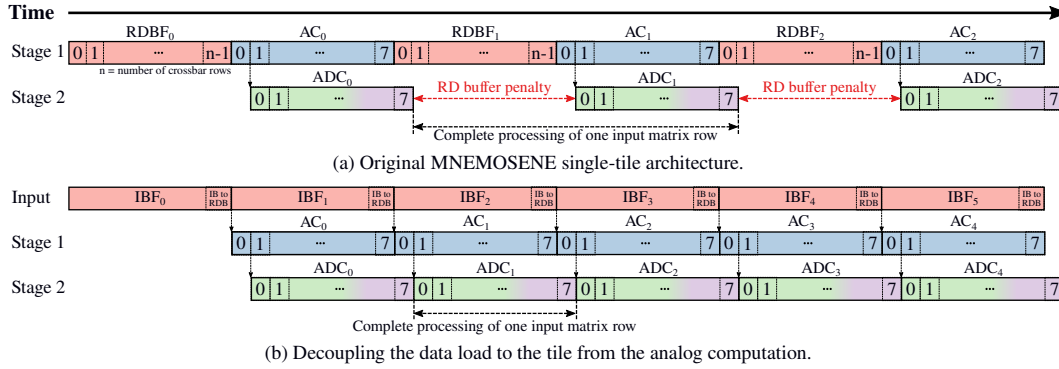 Time
RDBF0 AC0 RDBF1 AC1 RDBF2 AC2
Stage 1 0 1 ... n-1 0 1 ... 7 0 1 ... n-1 0 1 ... 7 0 1 ... n-1 0 1 ... 7
n = number of crossbar rows
ADC0 ADC1 ADC2
Stage 2 0 1 ... 7 RD buffer penalty 0 1 ... 7 RD buffer penalty 0 1 ... 7
Complete processing of one input matrix row
(a) Original MNEMOSENE single-tile architecture.
Input IBF0 IB to RDB IBF1 IB to RDB IBF2 IB to RDB IBF3 IB to RDB IBF4 IB to RDB IBF5 IB to RDB
AC0 AC1 AC2 AC3 AC4
Stage 1 0 1 ... 7 0 1 ... 7 0 1 ... 7 0 1 ... 7 0 1 ... 7
ADC0 ADC1 ADC2 ADC3 ADC4
Stage 2 0 1 ... 7 0 1 ... 7 0 1 ... 7 0 1 ... 7 0 1 ... 7
Complete processing of one input matrix row
(b) Decoupling the data load to the tile from the analog computation.